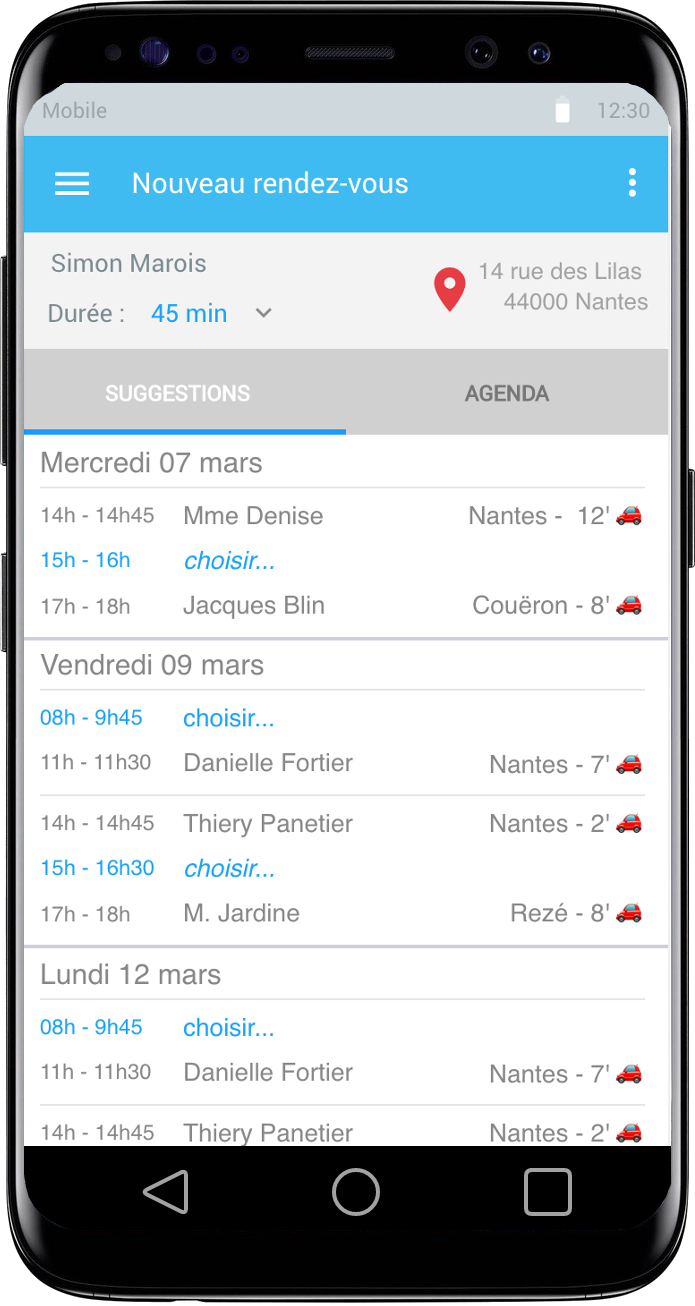 Mobile 12:30
Nouveau rendez-vous
Simon Marois
14 rue des Lilas
44000 Nantes
Durée : 45 min
SUGGESTIONS AGENDA
Mercredi 07 mars
14h - 14h45 Mme Denise Nantes - 12'
15h - 16h choisir...
17h - 18h Jacques Blin Couëron - 8'
Vendredi 09 mars
08h - 9h45 choisir...
11h - 11h30 Danielle Fortier Nantes - 7'
14h - 14h45 Thiery Panetier Nantes - 2'
15h - 16h30 choisir...
17h - 18h M. Jardine Rezé - 8'
Lundi 12 mars
08h - 9h45 choisir...
11h - 11h30 Danielle Fortier Nantes - 7'
14h - 14h45 Thiery Panetier Nantes - 2'